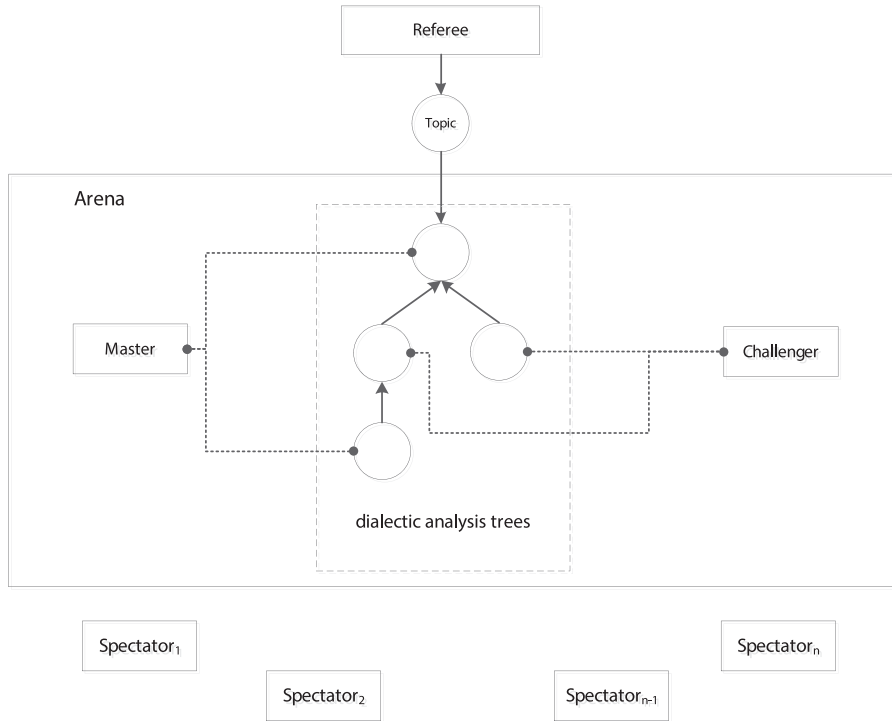 Referee
Topic
Arena
Master
Challenger
dialectic analysis trees
Spectator₁
Spectatorₙ
Spectator₂
Spectatorₙ₋₁